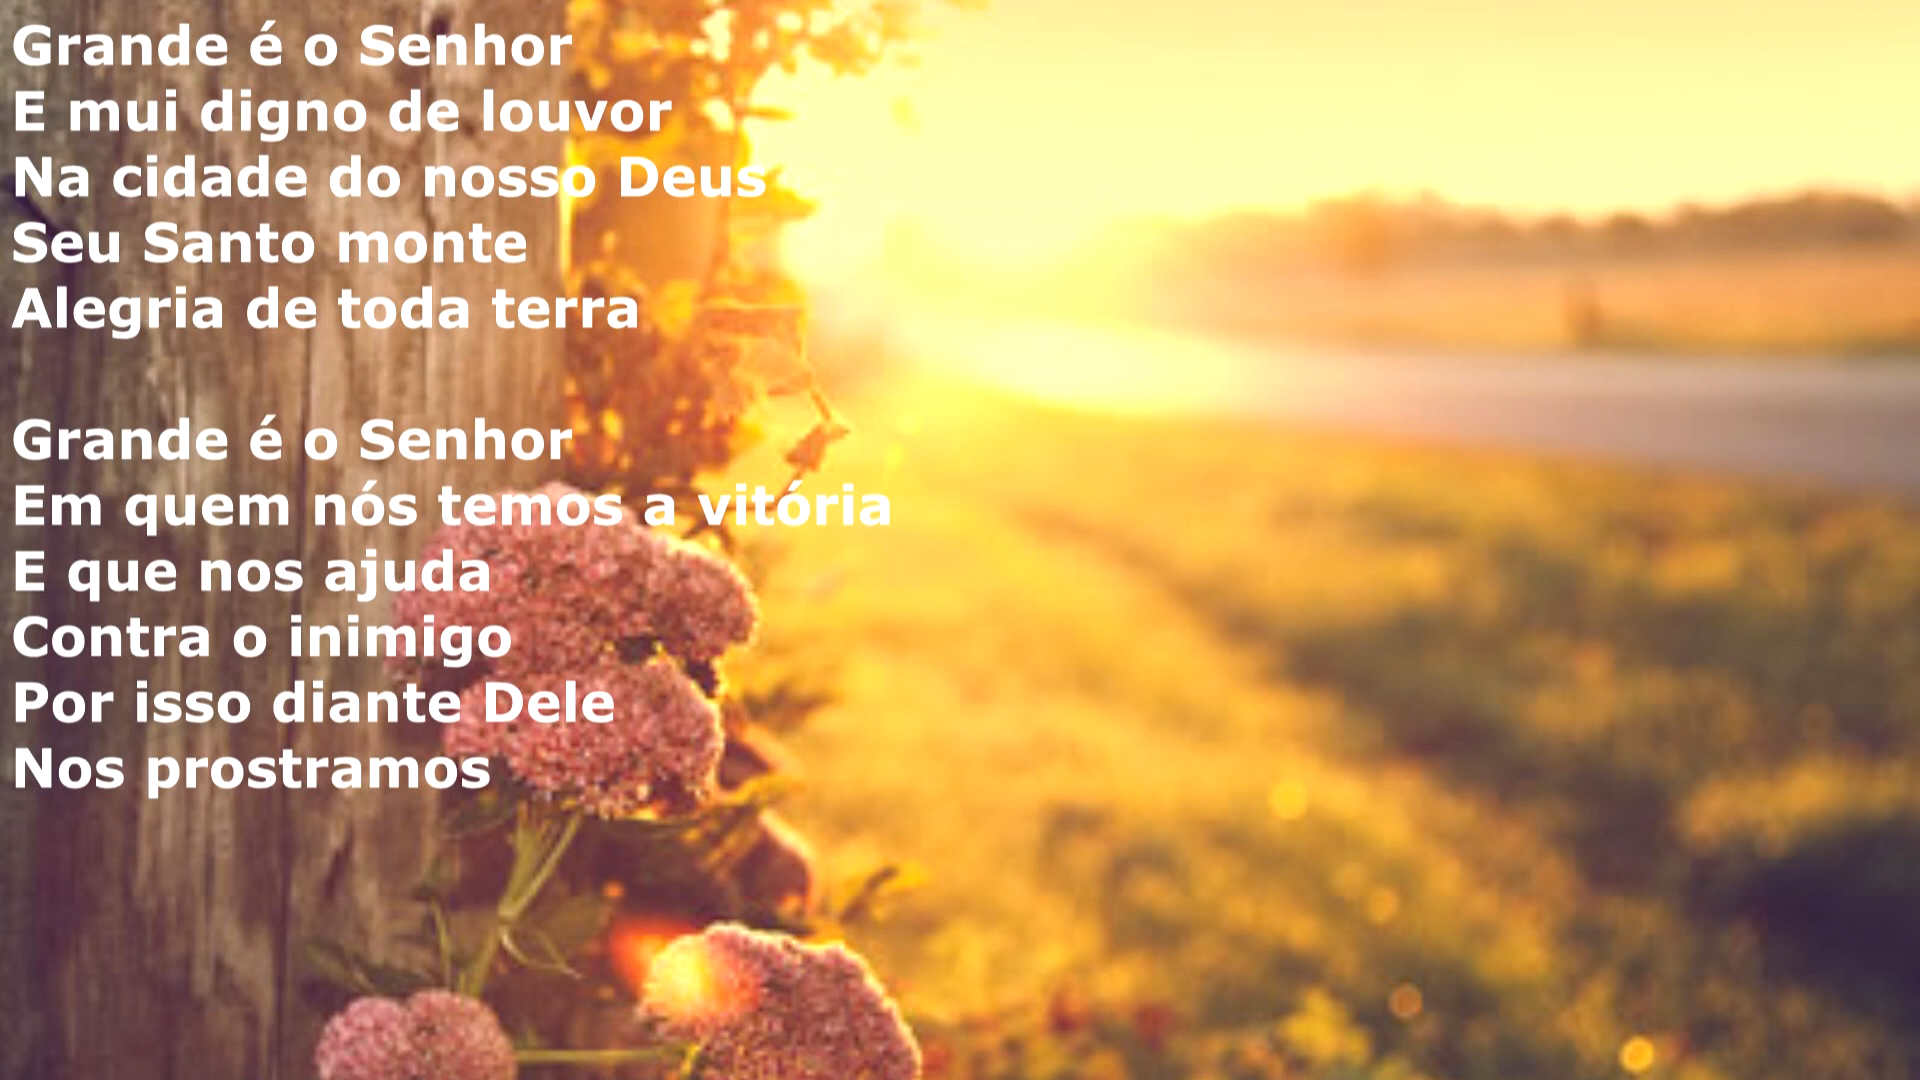 Grande é o Senhor
E mui digno de louvor
Na cidade do nosso Deus
Seu Santo monte
Alegria de toda terra
Grande é o Senhor
Em quem nós temos a vitória
E que nos ajuda
Contra o inimigo
Por isso diante Dele
Nos prostramos